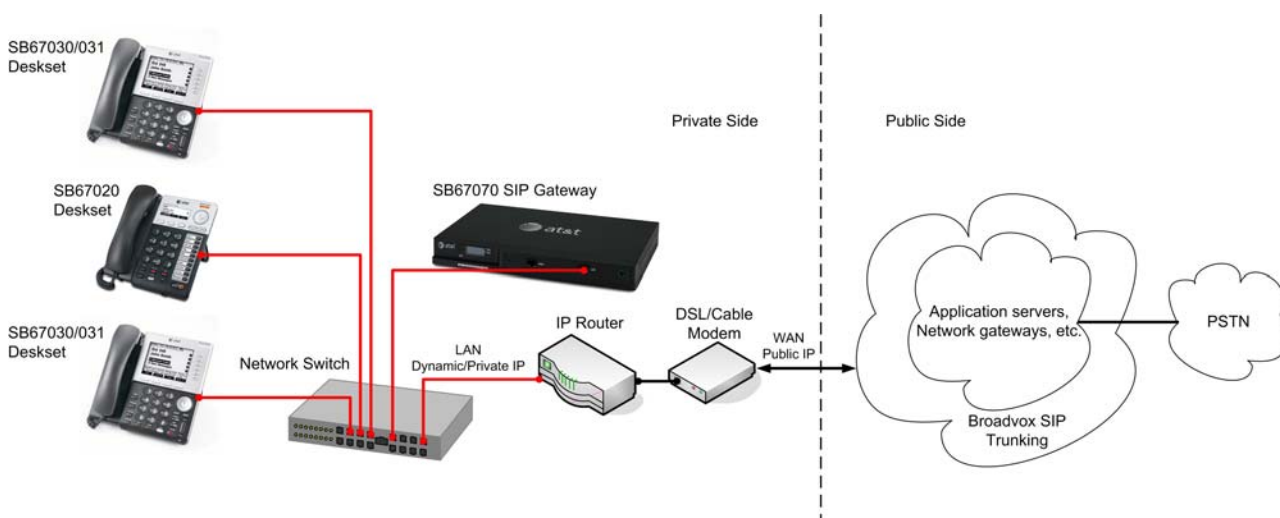 SB67030/031
Deskset
SB67020
Deskset
SB67030/031
Deskset
Network Switch
SB67070 SIP Gateway
at&t
at&t
LAN
Dynamic/Private IP
IP Router
DSL/Cable
Modem
WAN
Public IP
Private Side
Public Side
Application servers,
Network gateways, etc.
Broadvox SIP
Trunking
PSTN